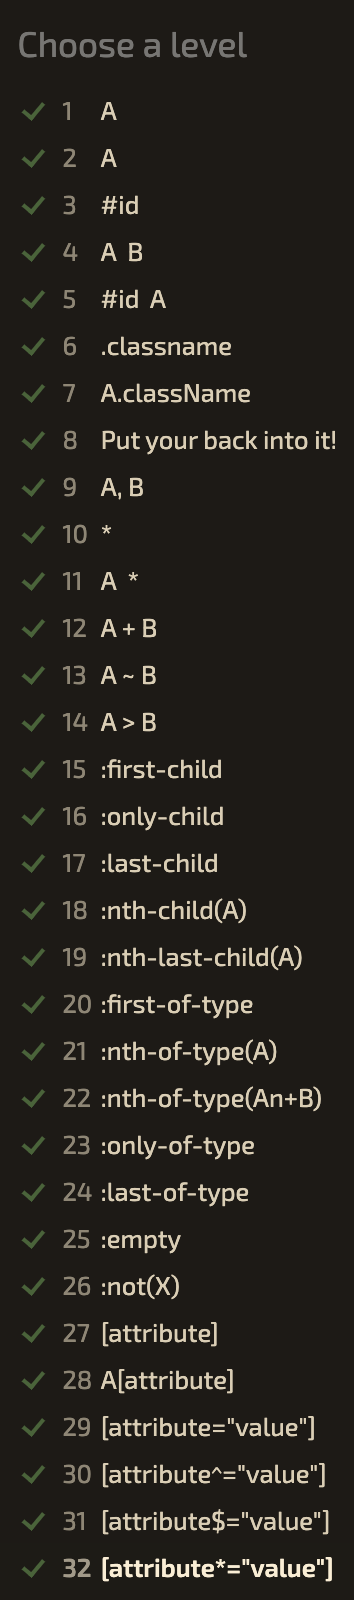 Choose a level
1 A
2 A
3 #id
4 A B
5 #id A
6 .classname
7 A.className
8 Put your back into it!
9 A, B
10 *
11 A *
12 A + B
13 A ~ B
14 A > B
15 :first-child
16 :only-child
17 :last-child
18 :nth-child(A)
19 :nth-last-child(A)
20 :first-of-type
21 :nth-of-type(A)
22 :nth-of-type(An+B)
23 :only-of-type
24 :last-of-type
25 :empty
26 :not(X)
27 [attribute]
28 A[attribute]
29 [attribute="value"]
30 [attribute^="value"]
31 [attribute$="value"]
32 [attribute*="value"]